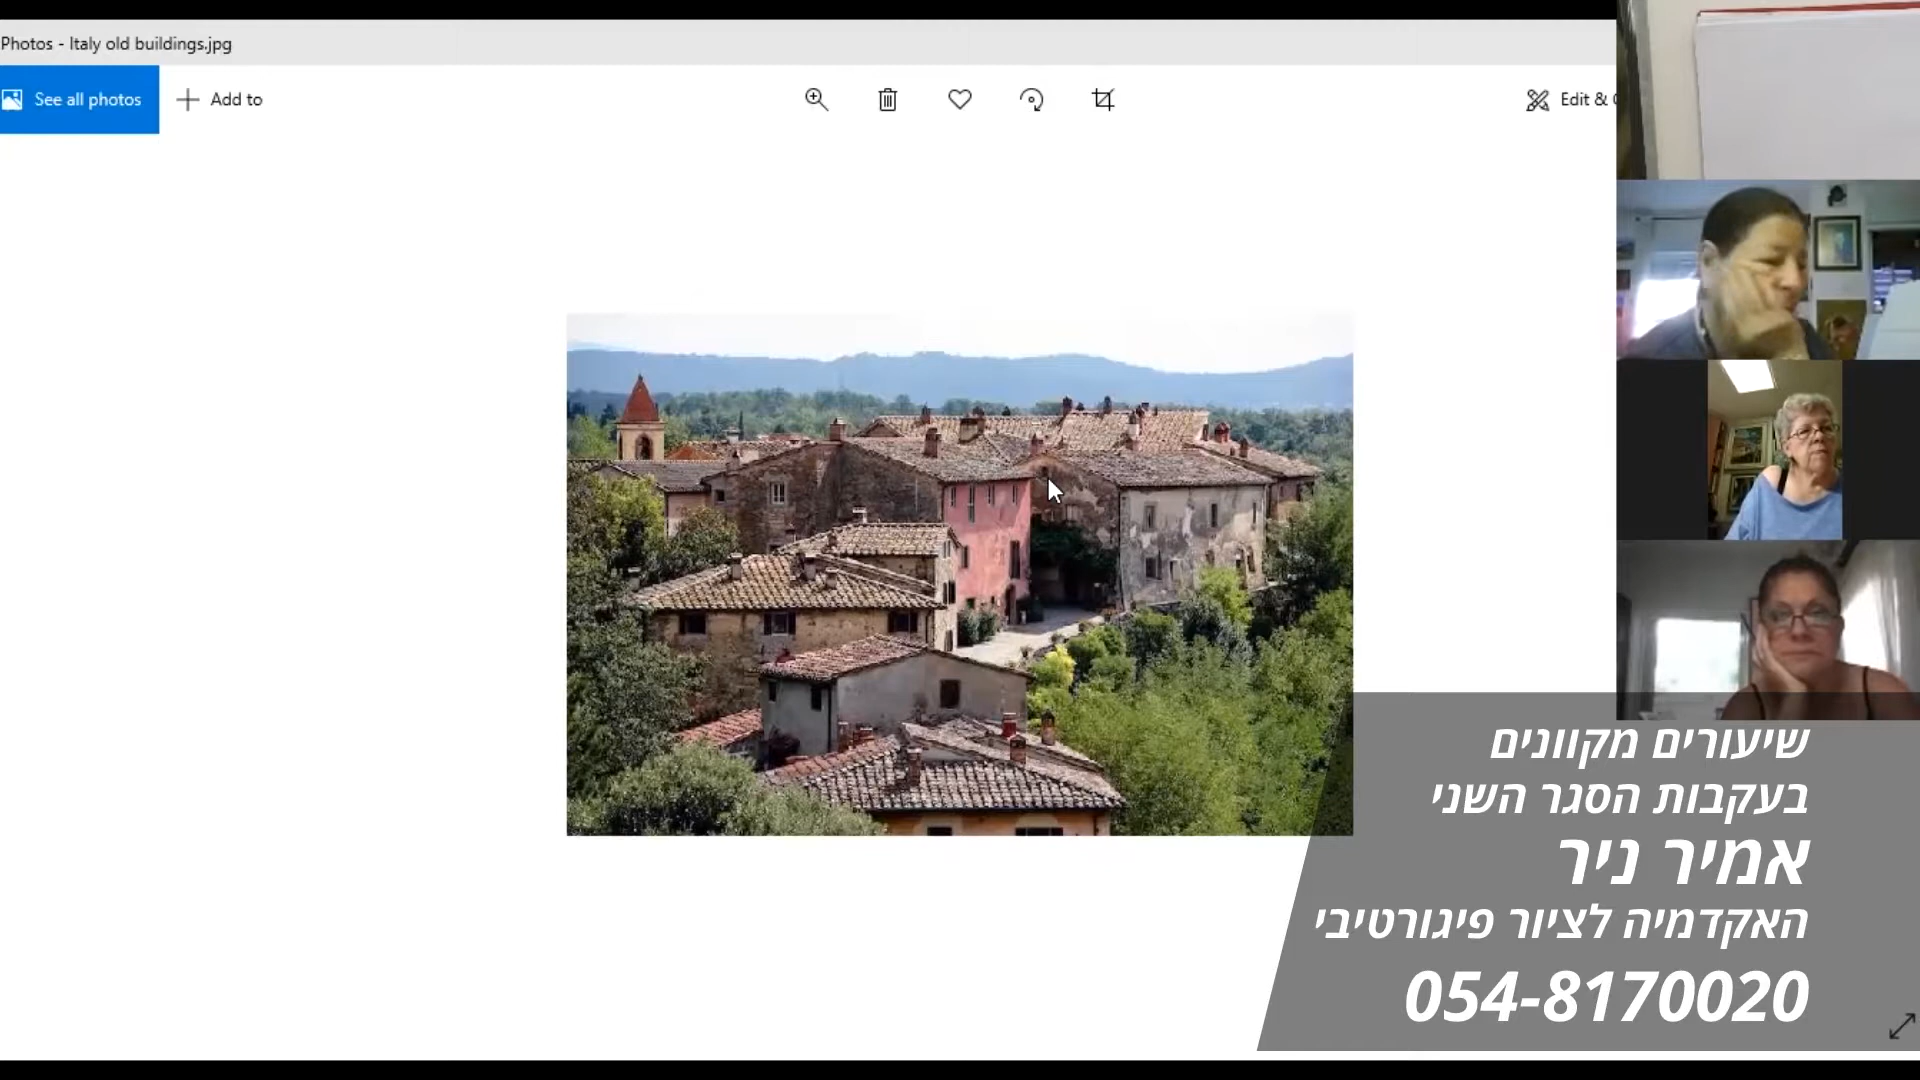 Photos - Italy old buildings.jpg
See all photos
Add to
Edit &
שיעורים מקוונים
בעקבות הסגר השני
אמיר ניר
האקדמיה לציור פיגורטיבי
054-8170020